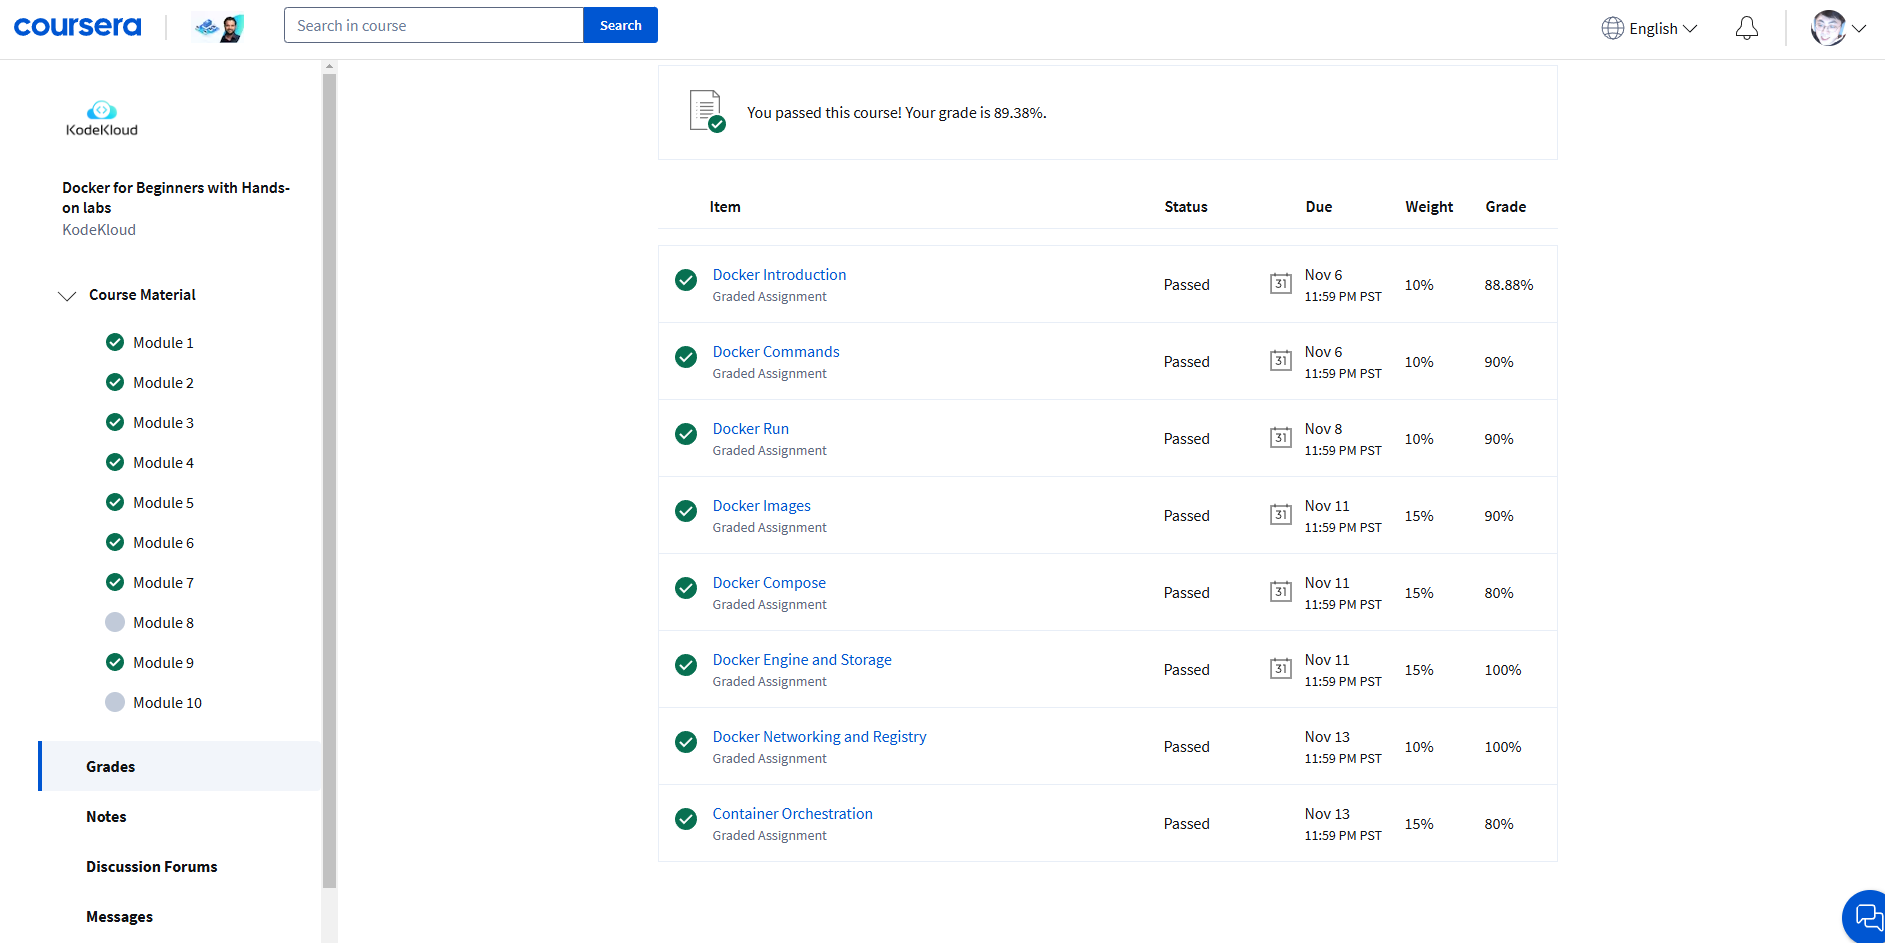 coursera
Search in course
Search
English
KodeKloud
Docker for Beginners with Hands-
on labs
KodeKloud
Course Material
Module 1
Module 2
Module 3
Module 4
Module 5
Module 6
Module 7
Module 8
Module 9
Module 10
Grades
Notes
Discussion Forums
Messages
You passed this course! Your grade is 89.38%.
Item Status Due Weight Grade
Docker Introduction
Graded Assignment
Passed
31
Nov 6
11:59 PM PST
10%
88.88%
Docker Commands
Graded Assignment
Passed
31
Nov 6
11:59 PM PST
10%
90%
Docker Run
Graded Assignment
Passed
31
Nov 8
11:59 PM PST
10%
90%
Docker Images
Graded Assignment
Passed
31
Nov 11
11:59 PM PST
15%
90%
Docker Compose
Graded Assignment
Passed
31
Nov 11
11:59 PM PST
15%
80%
Docker Engine and Storage
Graded Assignment
Passed
31
Nov 11
11:59 PM PST
15%
100%
Docker Networking and Registry
Graded Assignment
Passed
Nov 13
11:59 PM PST
10%
100%
Container Orchestration
Graded Assignment
Passed
Nov 13
11:59 PM PST
15%
80%